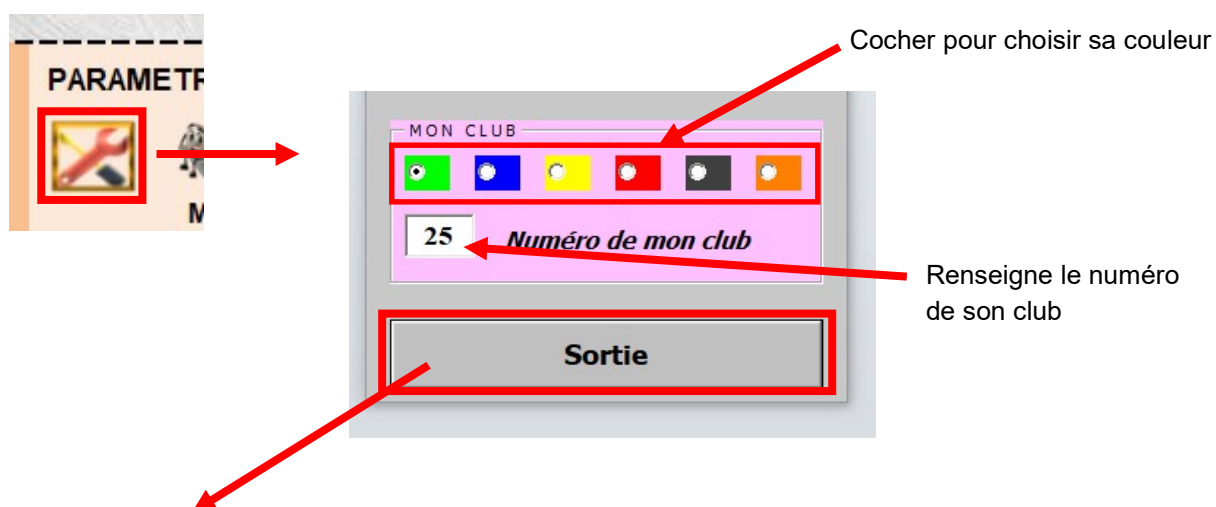 Cocher pour choisir sa couleur
PARAMETR
MON CLUB
25 Numéro de mon club
Renseigne le numéro
de son club
Sortie